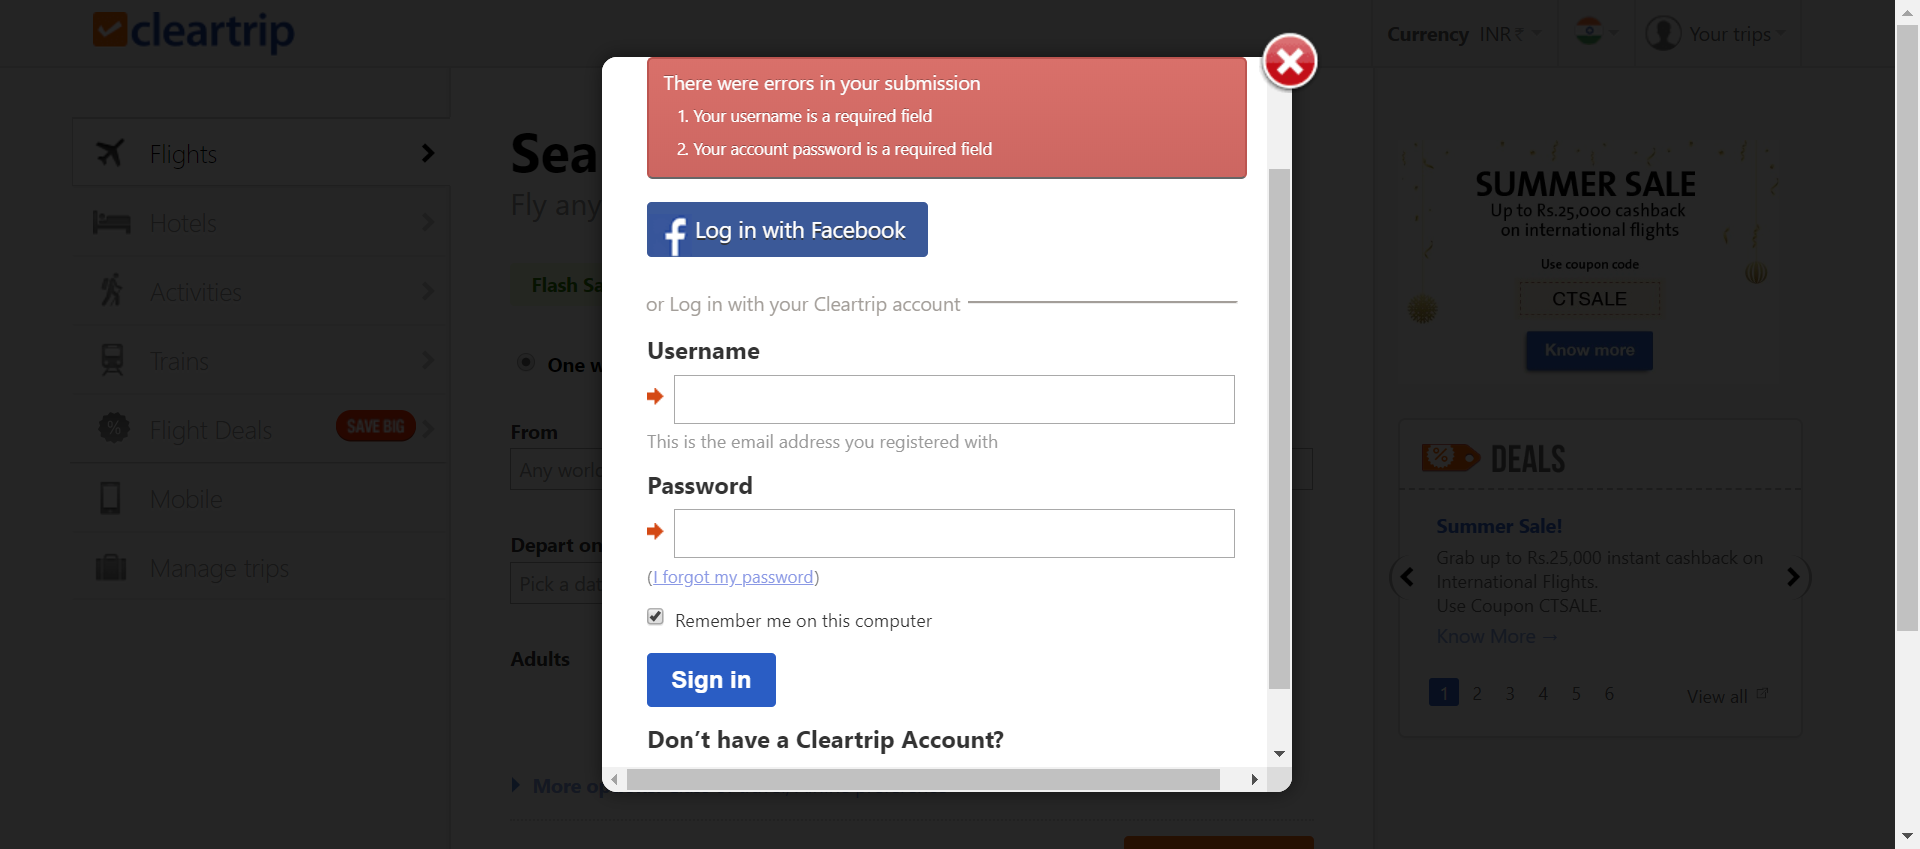 cleartrip
Currency INR ₹
Your trips
Flights
Hotels
Activities
Trains
Flight Deals SAVE BIG
Mobile
Manage trips
Sea
Fly any
Flash Sa
One w
From
Any worl
Depart on
Pick a dat
Adults
More op
There were errors in your submission
1. Your username is a required field
2. Your account password is a required field
f Log in with Facebook
or Log in with your Cleartrip account
Username
This is the email address you registered with
Password
(I forgot my password)
Remember me on this computer
Sign in
Don’t have a Cleartrip Account?
SUMMER SALE
Up to Rs.25,000 cashback
on international flights
Use coupon code
CTSALE
Know more
% DEALS
Summer Sale!
Grab up to Rs.25,000 instant cashback on
International Flights.
Use Coupon CTSALE.
Know More →
1 2 3 4 5 6 View all